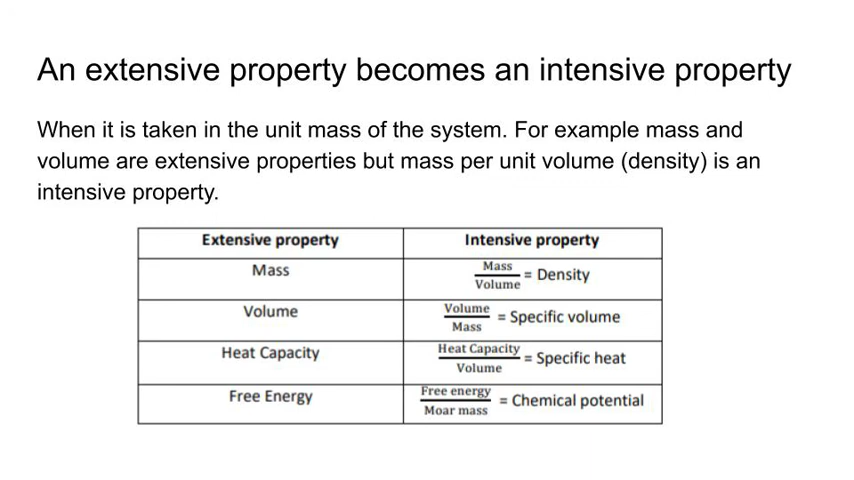 An extensive property becomes an intensive property
When it is taken in the unit mass of the system. For example mass and
volume are extensive properties but mass per unit volume (density) is an
intensive property.
Extensive property Intensive property
Mass Mass/Volume = Density
Volume Volume/Mass = Specific volume
Heat Capacity Heat Capacity/Volume = Specific heat
Free Energy Free energy/Moar mass = Chemical potential